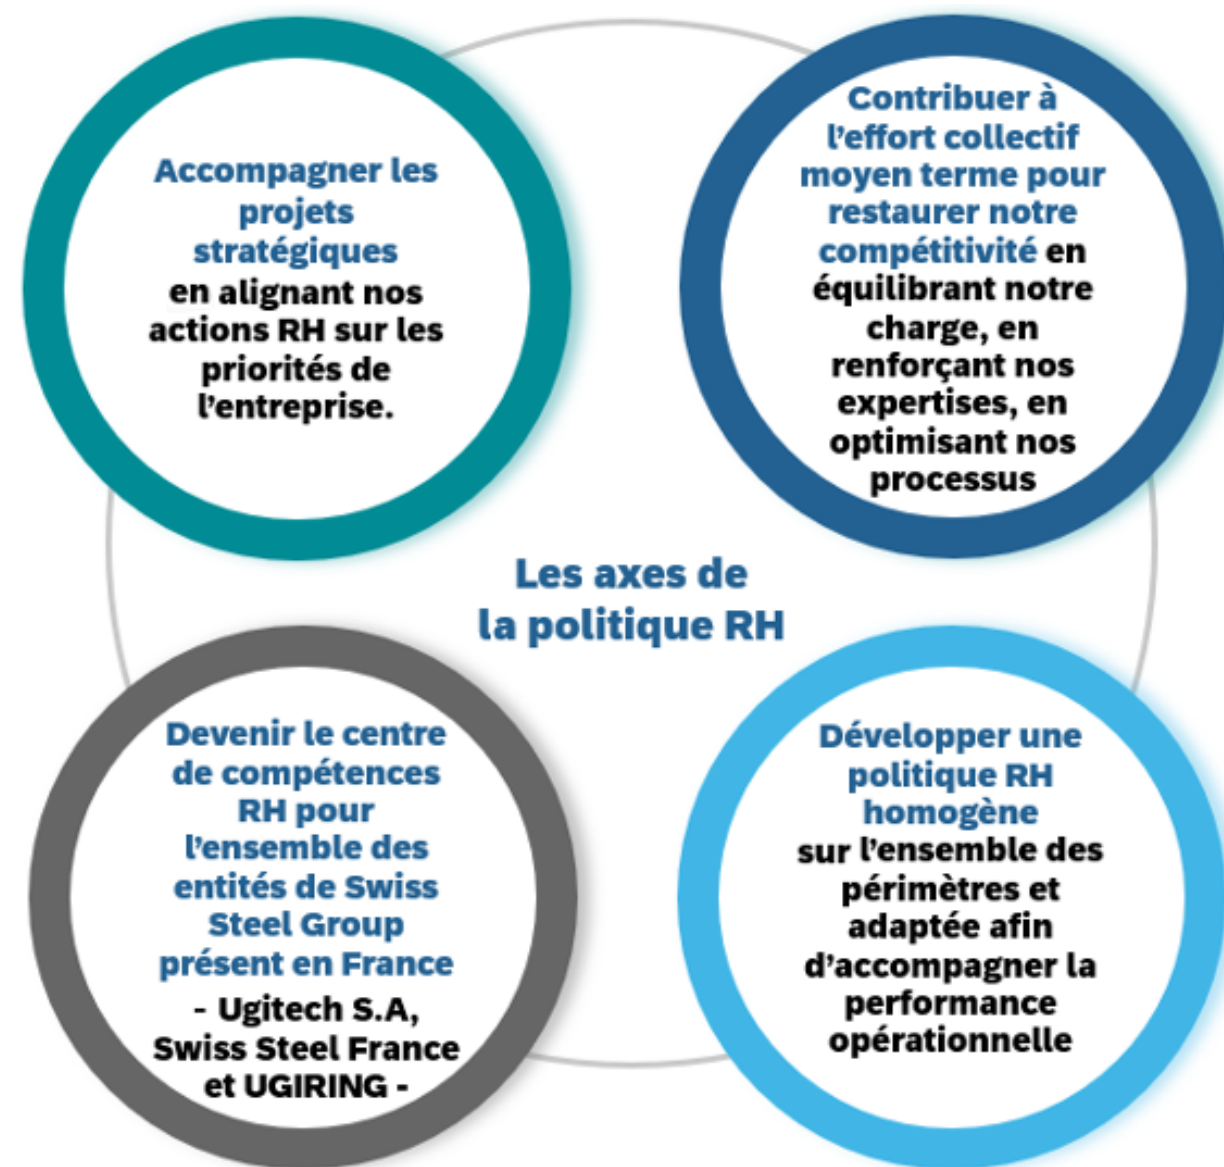 Accompagner les
projets
stratégiques
en alignant nos
actions RH sur les
priorités de
l'entreprise.
Contribuer à
l'effort collectif
moyen terme pour
restaurer notre
compétitivité en
équilibrant notre
charge, en
renforçant nos
expertises, en
optimisant nos
processus
Les axes de
la politique RH
Devenir le centre
de compétences
RH pour
l'ensemble des
entités de Swiss
Steel Group
présent en France
- Ugitech S.A,
Swiss Steel France
et UGIRING -
Développer une
politique RH
homogène
sur l'ensemble des
périmètres et
adaptée afin
d'accompagner la
performance
opérationnelle